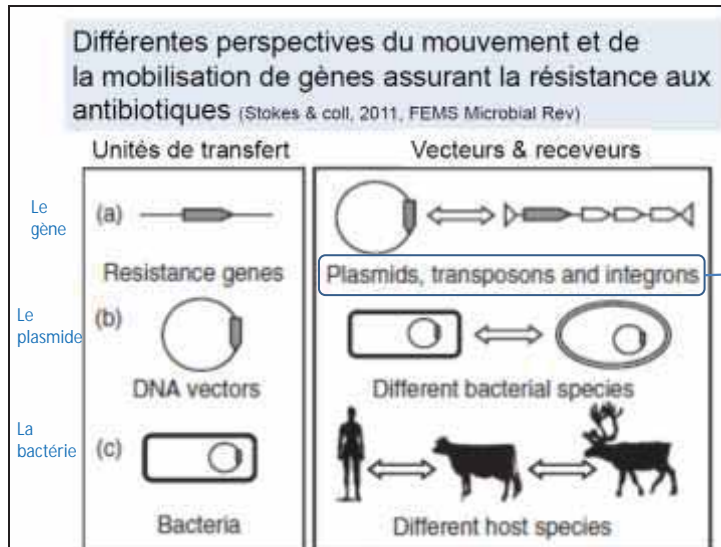 Différentes perspectives du mouvement et de
la mobilisation de gènes assurant la résistance aux
antibiotiques (Stokes & coll, 2011, FEMS Microbial Rev)
Unités de transfert
Vecteurs & receveurs
Le
gène
(a)
Resistance genes
Plasmids, transposons and integrons
Le
plasmide
(b)
DNA vectors
Different bacterial species
La
bactérie
(c)
Bacteria
Different host species